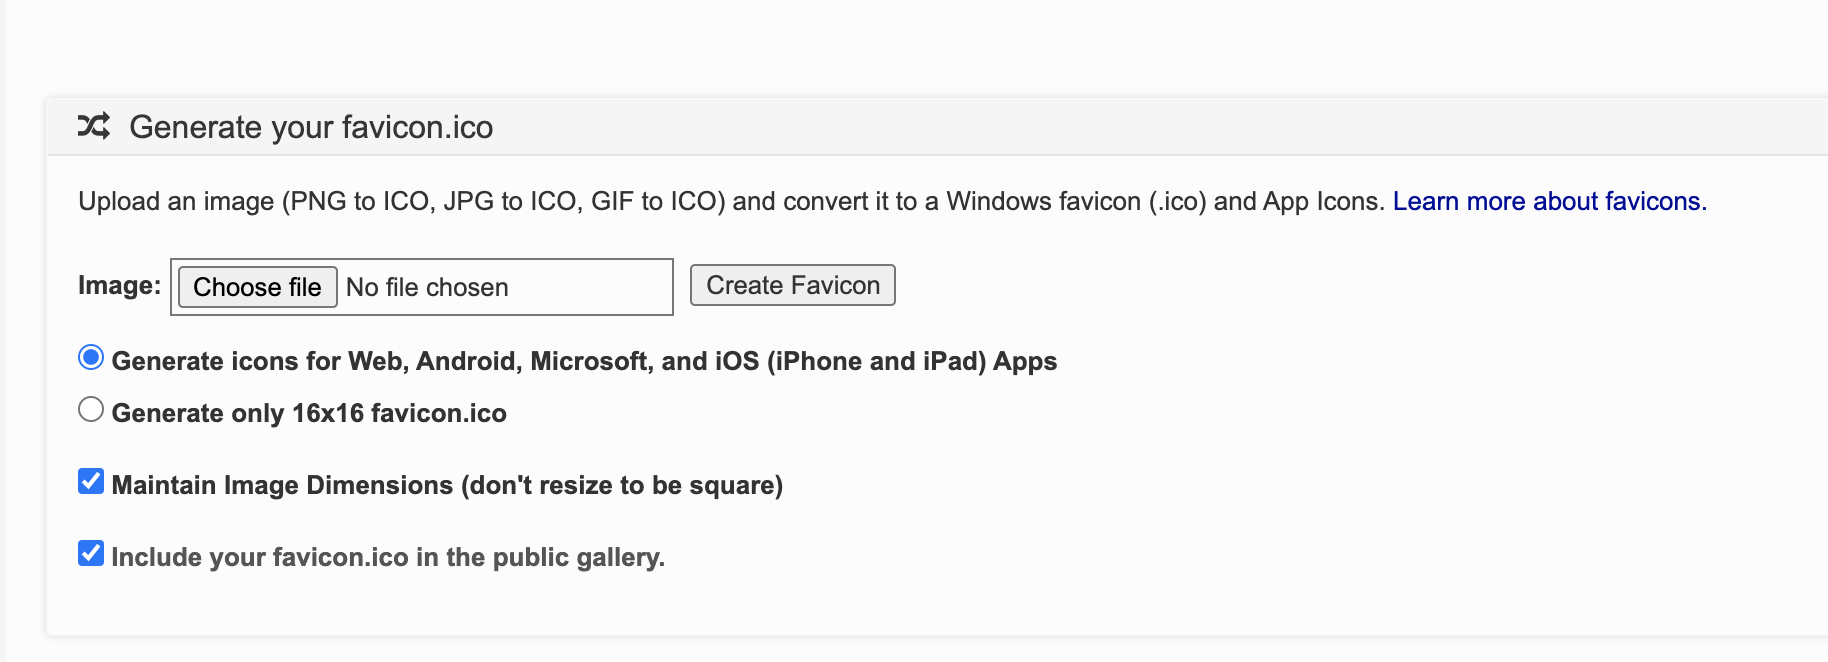 Generate your favicon.ico
Upload an image (PNG to ICO, JPG to ICO, GIF to ICO) and convert it to a Windows favicon (.ico) and App Icons. Learn more about favicons.
Image: Choose file No file chosen Create Favicon
Generate icons for Web, Android, Microsoft, and iOS (iPhone and iPad) Apps
Generate only 16x16 favicon.ico
Maintain Image Dimensions (don't resize to be square)
Include your favicon.ico in the public gallery.